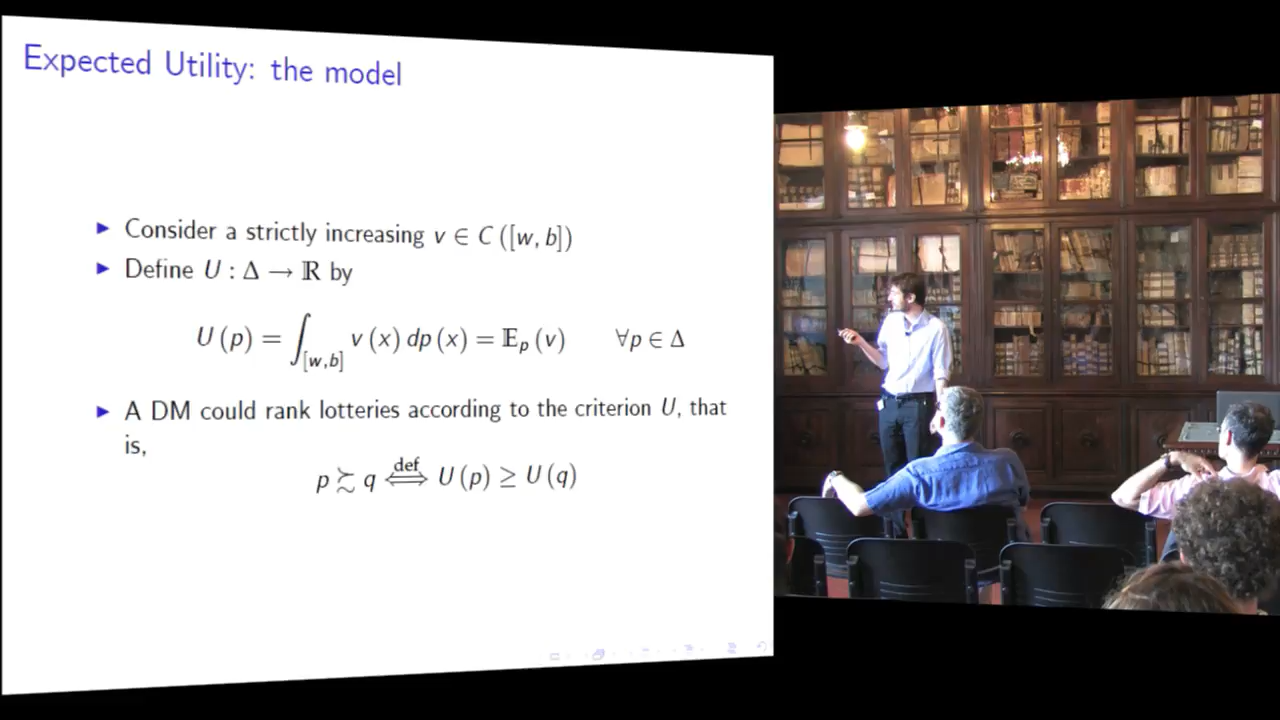 Expected Utility: the model
▶ Consider a strictly increasing v ∈ C ([w, b])
▶ Define U : Δ → ℝ by
U (p) = ∫_{[w,b]} v (x) dp (x) = 𝔼_p (v) ∀p ∈ Δ
▶ A DM could rank lotteries according to the criterion U, that
is,
p ≿ q ⟺^{def} U (p) ≥ U (q)